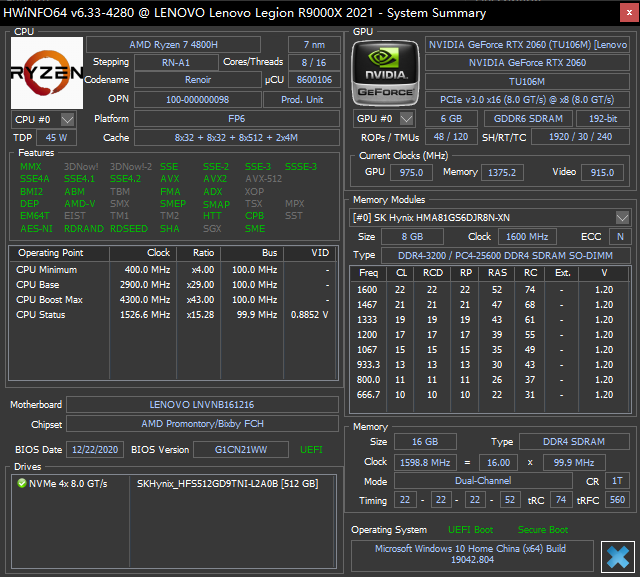 HWiNFO64 v6.33-4280 @ LENOVO Lenovo Legion R9000X 2021 - System Summary
CPU
RYZEN
AMD Ryzen 7 4800H 7 nm
Stepping RN-A1 Cores/Threads 8 / 16
Codename Renoir µCU 8600106
OPN 100-000000098 Prod. Unit
CPU #0 Platform FP6
TDP 45 W Cache 8x32 + 8x32 + 8x512 + 2x4M
Features
MMX 3DNow! 3DNow!-2 SSE SSE-2 SSE-3 SSSE-3
SSE4A SSE4.1 SSE4.2 AVX AVX2 AVX-512
BMI2 ABM TBM FMA ADX XOP
DEP AMD-V SMX SMEP SMAP TSX MPX
EM64T EIST TM1 TM2 HTT CPB SST
AES-NI RDRAND RDSEED SHA SGX SME
Operating Point Clock Ratio Bus VID
CPU Minimum 400.0 MHz x4.00 100.0 MHz -
CPU Base 2900.0 MHz x29.00 100.0 MHz -
CPU Boost Max 4300.0 MHz x43.00 100.0 MHz -
CPU Status 1526.6 MHz x15.28 99.9 MHz 0.8852 V
Motherboard LENOVO LNVNB161216
Chipset AMD Promontory/Bixby FCH
BIOS Date 12/22/2020 BIOS Version G1CN21WW UEFI
Drives
NVMe 4x 8.0 GT/s SKHynix_HFS512GD9TNI-L2A0B [512 GB]
GPU
NVIDIA GEFORCE
NVIDIA GeForce RTX 2060 (TU106M) [Lenovo
NVIDIA GeForce RTX 2060
TU106M
PCIe v3.0 x16 (8.0 GT/s) @ x8 (8.0 GT/s)
GPU #0 6 GB GDDR6 SDRAM 192-bit
ROPs / TMUs 48 / 120 SH/RT/TC 1920 / 30 / 240
Current Clocks (MHz)
GPU 975.0 Memory 1375.2 Video 915.0
Memory Modules
[#0] SK Hynix HMA81GS6DJR8N-XN
Size 8 GB Clock 1600 MHz ECC N
Type DDR4-3200 / PC4-25600 DDR4 SDRAM SO-DIMM
Freq CL RCD RP RAS RC Ext. V
1600 22 22 22 52 74 - 1.20
1467 21 21 21 47 68 - 1.20
1333 19 19 19 43 61 - 1.20
1200 17 17 17 39 55 - 1.20
1067 15 15 15 35 49 - 1.20
933.3 13 13 13 30 43 - 1.20
800.0 11 11 11 26 37 - 1.20
666.7 10 10 10 22 31 - 1.20
Memory
Size 16 GB Type DDR4 SDRAM
Clock 1598.8 MHz = 16.00 x 99.9 MHz
Mode Dual-Channel CR 1T
Timing 22 - 22 - 22 - 52 tRC 74 tRFC 560
Operating System UEFI Boot Secure Boot
Microsoft Windows 10 Home China (x64) Build
19042.804